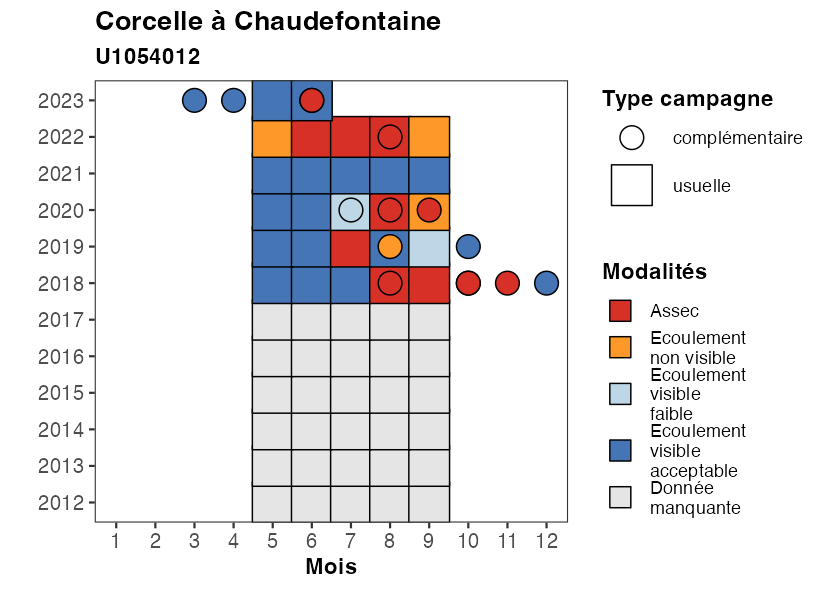 Corcelle à Chaudefontaine
U1054012
2023
2022
2021
2020
2019
2018
2017
2016
2015
2014
2013
2012
1 2 3 4 5 6 7 8 9 10 11 12
Mois
Type campagne
complémentaire
usuelle
Modalités
Assec
Ecoulement
non visible
Ecoulement
visible
faible
Ecoulement
visible
acceptable
Donnée
manquante